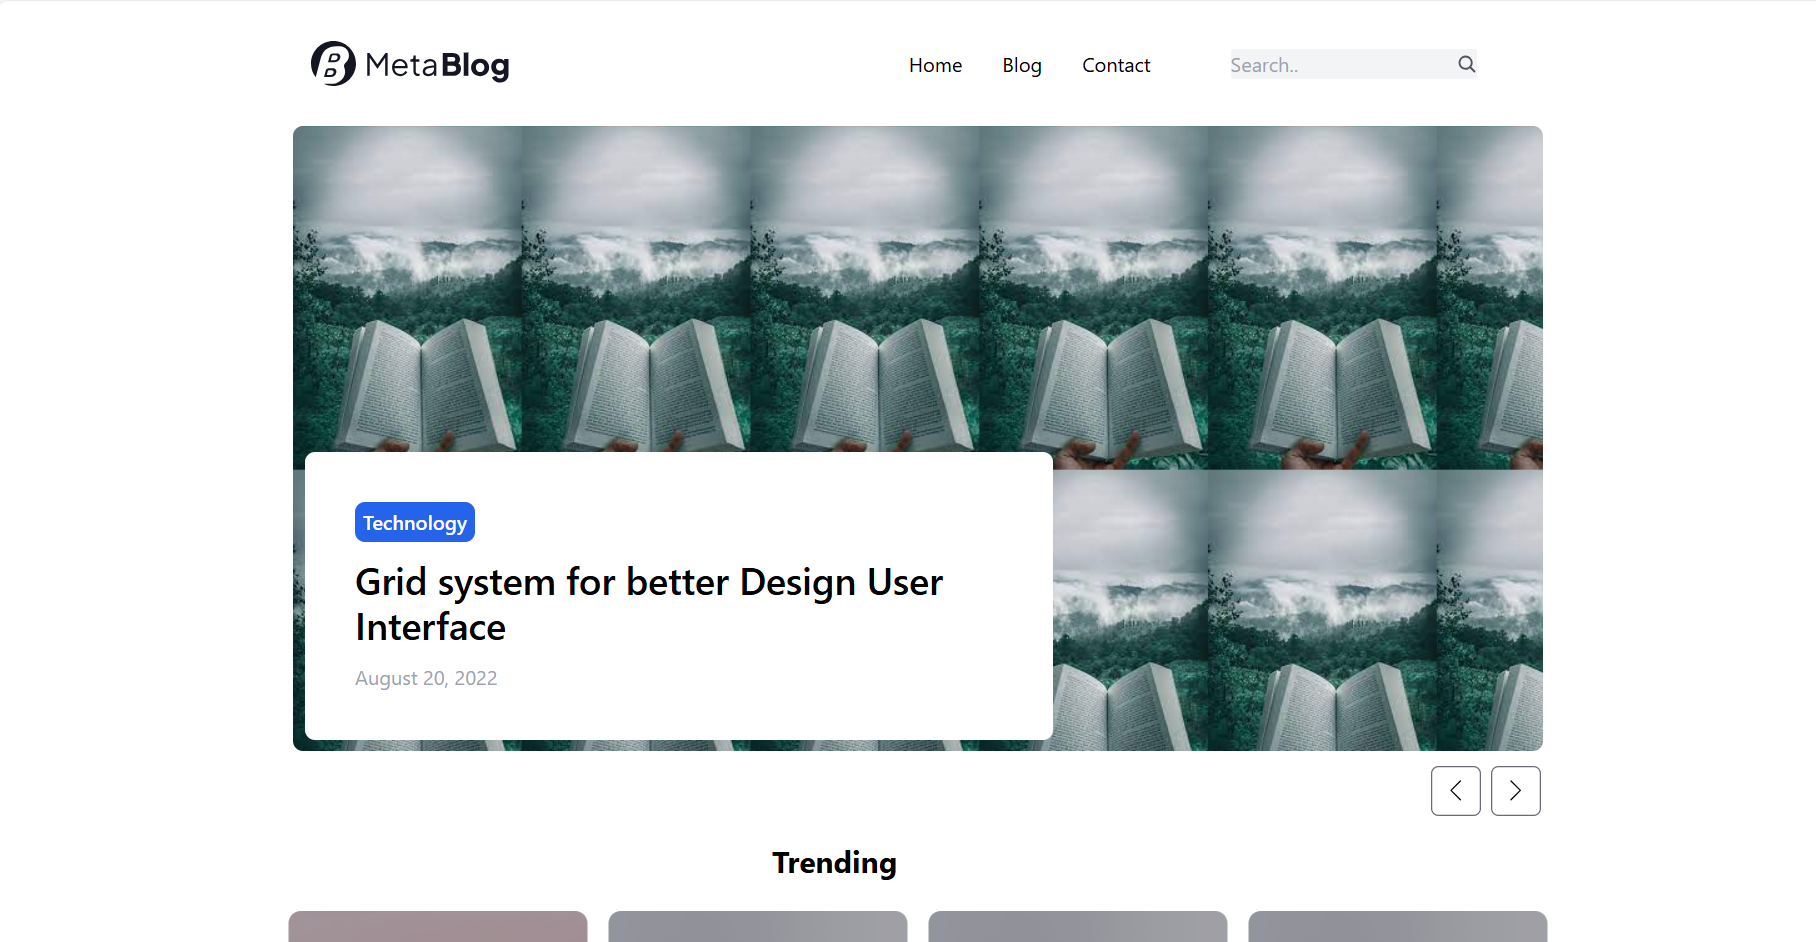 MetaBlog
Home
Blog
Contact
Search..
Technology
Grid system for better Design User
Interface
August 20, 2022
Trending